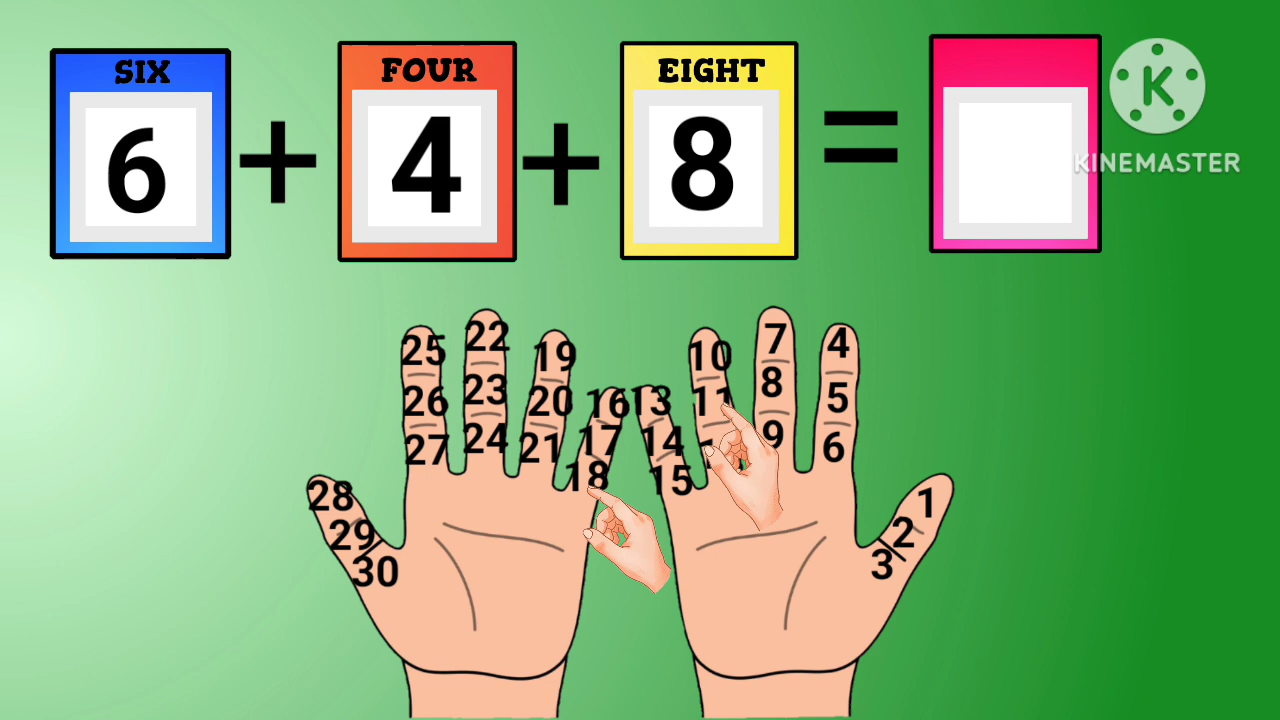 SIX
FOUR
EIGHT
6 + 4 + 8 =
K
KINEMASTER
25 22 19 16 13 10 7 4
26 23 20 17 14 11 8 5
27 24 21 18 15 9 6
28 1
29 2
30 3